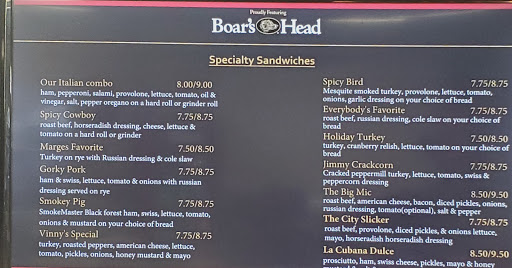 Proudly Featuring
Boar's Head
Specialty Sandwiches
Our Italian combo 8.00/9.00
ham, pepperoni, salami, provolone, lettuce, tomato, oil &
vinegar, salt, pepper oregano on a hard roll or grinder roll
Spicy Cowboy 7.75/8.75
roast beef, horseradish dressing, cheese, lettuce &
tomato on a hard roll or grinder
Marges Favorite 7.50/8.50
Turkey on rye with Russian dressing & cole slaw
Gorky Pork 7.75/8.75
ham & swiss, lettuce, tomato & onions with russian
dressing served on rye
Smokey Pig 7.75/8.75
SmokeMaster Black forest ham, swiss, lettuce, tomato,
onions & mustard on your choice of bread
Vinny's Special 7.75/8.75
turkey, roasted peppers, american cheese, lettuce,
tomato, pickles, onions, honey mustard & mayo
Spicy Bird 7.75/8.75
Mesquite smoked turkey, provolone, lettuce, tomato,
onions, garlic dressing on your choice of bread
Everybody's Favorite 7.75/8.75
roast beef, russian dressing, cole slaw on your choice of
bread
Holiday Turkey 7.50/8.50
turkey, cranberry relish, lettuce, tomato on your choice of
bread
Jimmy Crackcorn 7.75/8.75
Cracked peppermill turkey, lettuce, tomato, swiss &
peppercorn dressing
The Big Mic 8.50/9.50
roast beef, american cheese, bacon, diced pickles, onions,
russian dressing, tomato(optional), salt & pepper
The City Slicker 7.75/8.75
roast beef, provolone, diced pickles, & onions lettuce,
mayo, horseradish horseradish dressing
La Cubana Dulce 8.50/9.50
prosciutto, ham, swiss cheese, pickles, mayo & honey